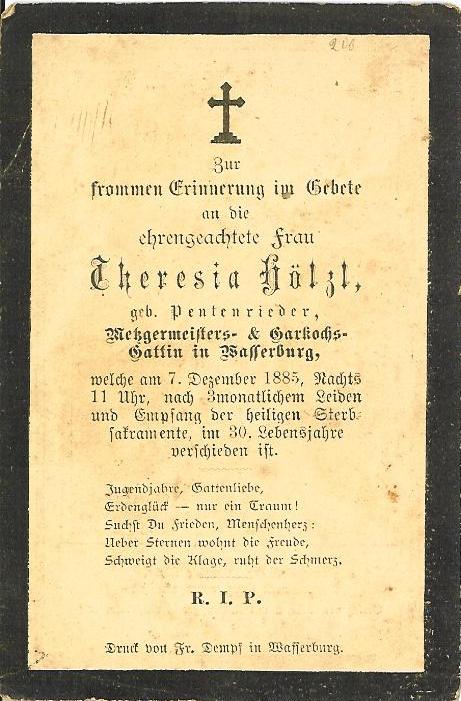 Zur
frommen Erinnerung im Gebete
an die
ehrengeachtete Frau
Theresia Hölzl,
geb. Pentenrieder,
Metzgermeisters- & Garkochs-
Gattin in Wasserburg,
welche am 7. Dezember 1885, Nachts
11 Uhr, nach 3monatlichem Leiden
und Empfang der heiligen Sterb-
sakramente, im 30. Lebensjahre
verschieden ist.
Jugendjahre, Gattenliebe,
Erdenglück — nur ein Traum!
Suchst Du Frieden, Menschenherz:
Ueber Sternen wohnt die Freude,
Schweigt die Klage, ruht der Schmerz.
R. I. P.
Druck von Fr. Dempf in Wasserburg.